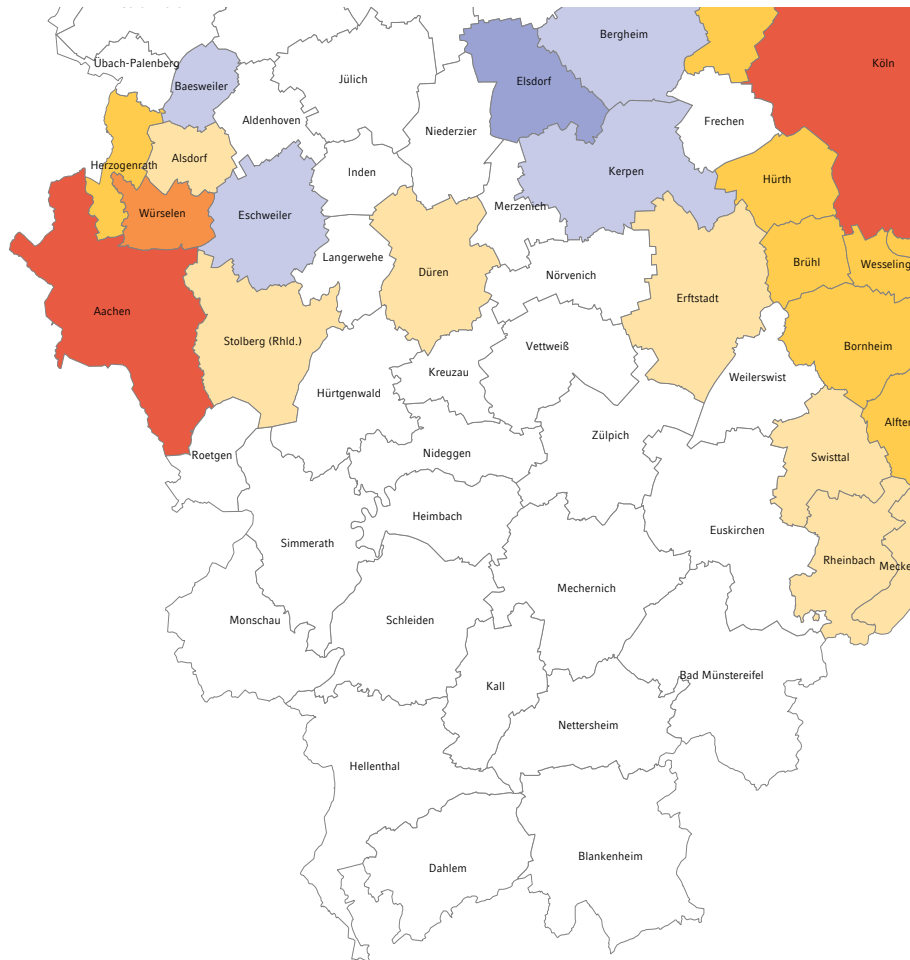 Bergheim
Köln
Übach-Palenberg
Jülich
Elsdorf
Baesweiler
Aldenhoven
Frechen
Niederzier
Alsdorf
Herzogenrath
Inden
Kerpen
Hürth
Merzenich
Würselen
Eschweiler
Langerwehe
Brühl
Wesseling
Düren
Nörvenich
Erftstadt
Aachen
Stolberg (Rhld.)
Vettweiß
Bornheim
Kreuzau
Weilerswist
Hürtgenwald
Alfter
Zülpich
Roetgen
Nideggen
Swisttal
Heimbach
Euskirchen
Simmerath
Rheinbach
Mecke
Mechernich
Monschau
Schleiden
Bad Münstereifel
Kall
Nettersheim
Hellenthal
Blankenheim
Dahlem